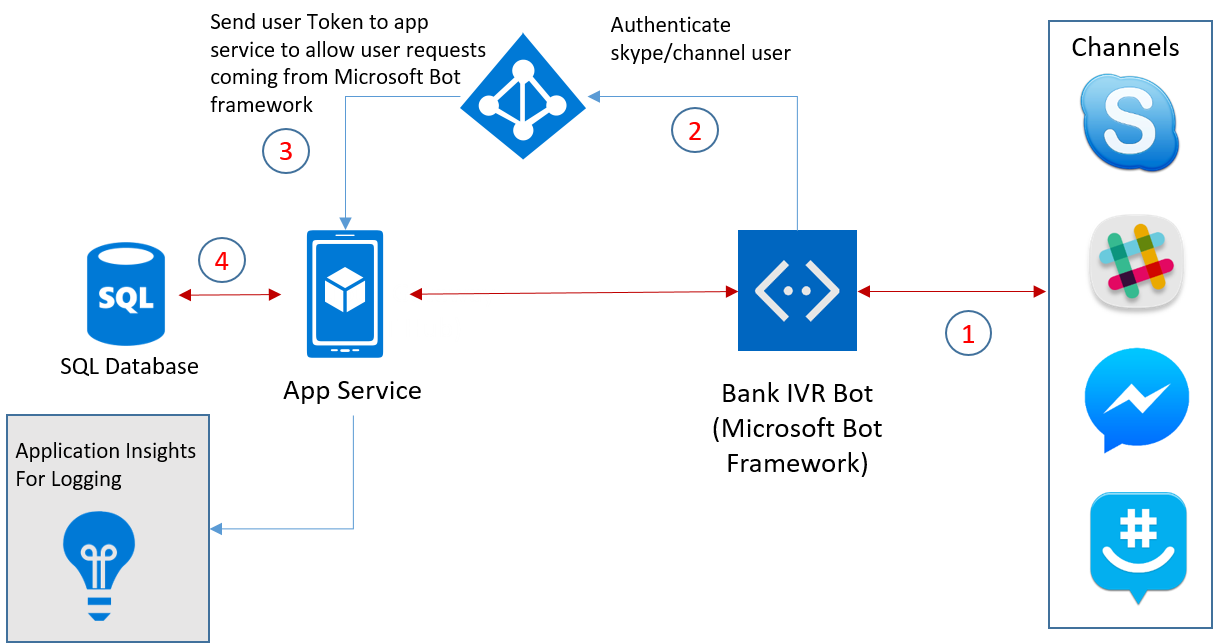 Send user Token to app
service to allow user requests
coming from Microsoft Bot
framework
3
Authenticate
skype/channel user
2
Channels
S
4
SQL
SQL Database
App Service
1
Bank IVR Bot
(Microsoft Bot
Framework)
Application Insights
For Logging
#